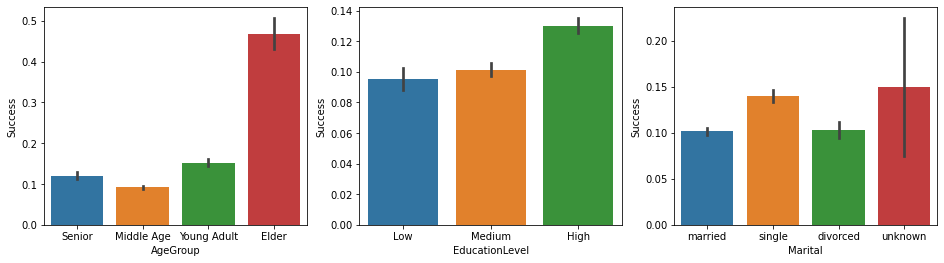 0.5
0.4
0.3
0.2
0.1
0.0
Success
Senior Middle Age Young Adult Elder
AgeGroup
0.14
0.12
0.10
0.08
0.06
0.04
0.02
0.00
Success
Low Medium High
EducationLevel
0.20
0.15
0.10
0.05
0.00
Success
married single divorced unknown
Marital